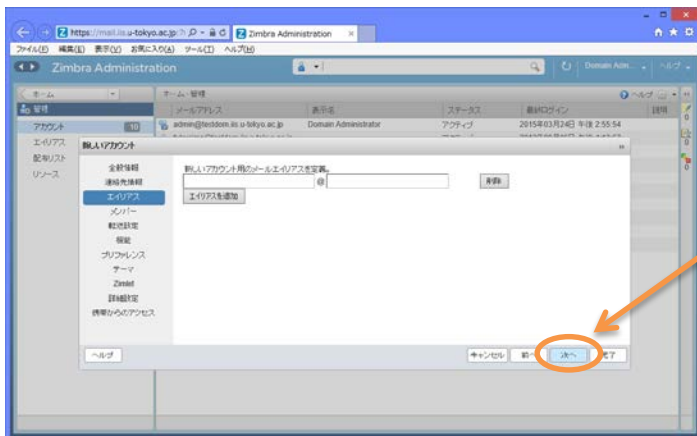 https://mail.iis.u-tokyo.ac.jp
Zimbra Administration
ファイル(F) 編集(E) 表示(V) お気に入り(A) ツール(T) ヘルプ(H)
Zimbra Administration
Domain Adm...
ヘルプ
ホーム
ホーム - 管理
ヘルプ
管理
メールアドレス 表示名 ステータス 最終ログイン 説明
アカウント 10
admin@testdom.iis.u-tokyo.ac.jp Domain Administrator アクティブ 2015年03月24日 午後 2:55:54
エイリアス
配布リスト
リソース
新しいアカウント
全般情報
連絡先情報
エイリアス
メンバー
転送設定
機能
プリファレンス
テーマ
Zimlet
詳細設定
携帯からのアクセス
新しいアカウント用のメールエイリアスを定義。
@
削除
エイリアスを追加
ヘルプ
キャンセル 前へ 次へ 完了